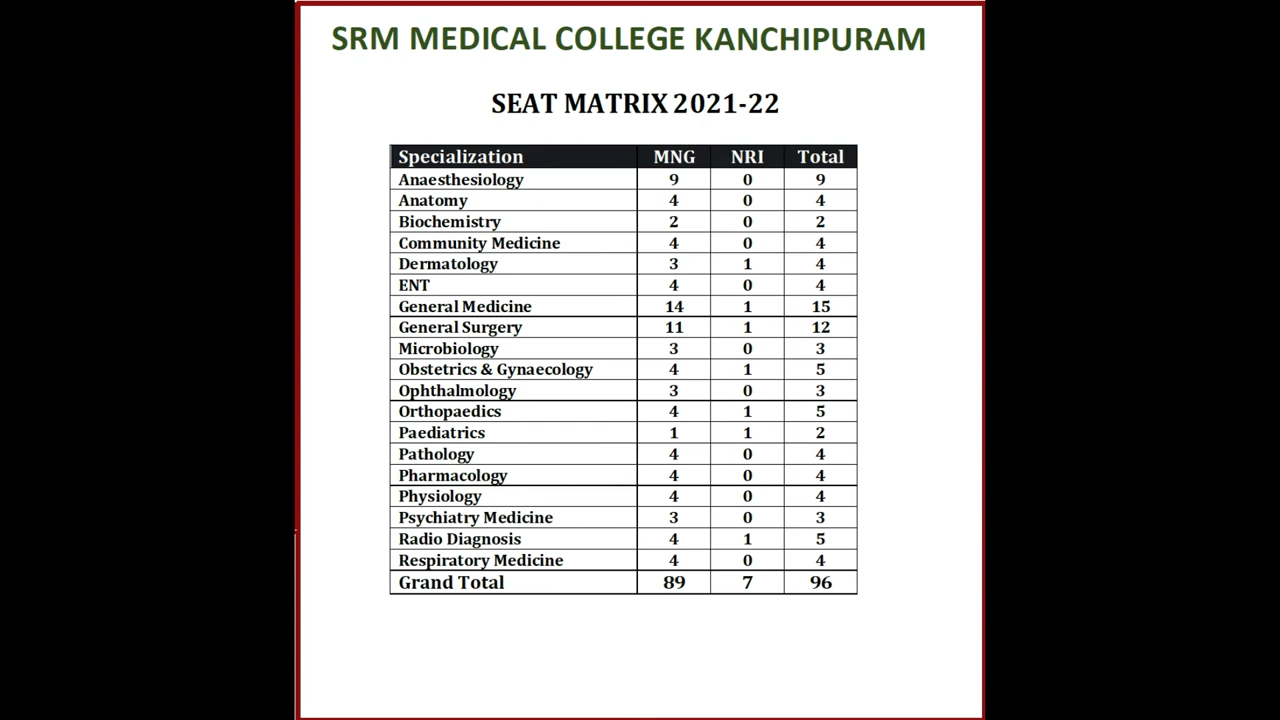 SRM MEDICAL COLLEGE KANCHIPURAM
SEAT MATRIX 2021-22
Specialization MNG NRI Total
Anaesthesiology 9 0 9
Anatomy 4 0 4
Biochemistry 2 0 2
Community Medicine 4 0 4
Dermatology 3 1 4
ENT 4 0 4
General Medicine 14 1 15
General Surgery 11 1 12
Microbiology 3 0 3
Obstetrics & Gynaecology 4 1 5
Ophthalmology 3 0 3
Orthopaedics 4 1 5
Paediatrics 1 1 2
Pathology 4 0 4
Pharmacology 4 0 4
Physiology 4 0 4
Psychiatry Medicine 3 0 3
Radio Diagnosis 4 1 5
Respiratory Medicine 4 0 4
Grand Total 89 7 96